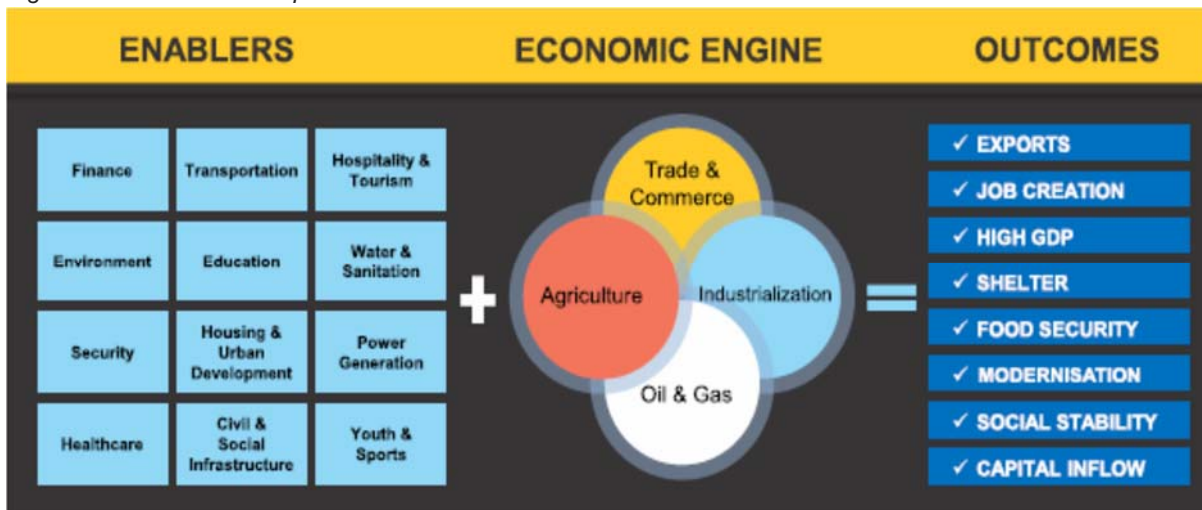 ENABLERS
ECONOMIC ENGINE
OUTCOMES
Finance
Transportation
Hospitality &
Tourism
Environment
Education
Water &
Sanitation
Security
Housing &
Urban
Development
Power
Generation
Healthcare
Civil &
Social
Infrastructure
Youth &
Sports
+
Trade &
Commerce
Agriculture
Industrialization
Oil & Gas
=
✓ EXPORTS
✓ JOB CREATION
✓ HIGH GDP
✓ SHELTER
✓ FOOD SECURITY
✓ MODERNISATION
✓ SOCIAL STABILITY
✓ CAPITAL INFLOW